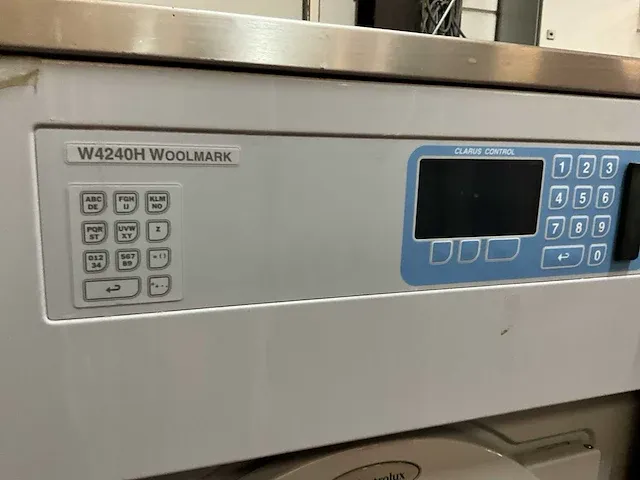 W4240H WOOLMARK
CLARUS CONTROL
ABC DE
FGH IJ
KLM NO
PQR ST
UVW XY
Z
012 34
567 89
1 2 3
4 5 6
7 8 9
0